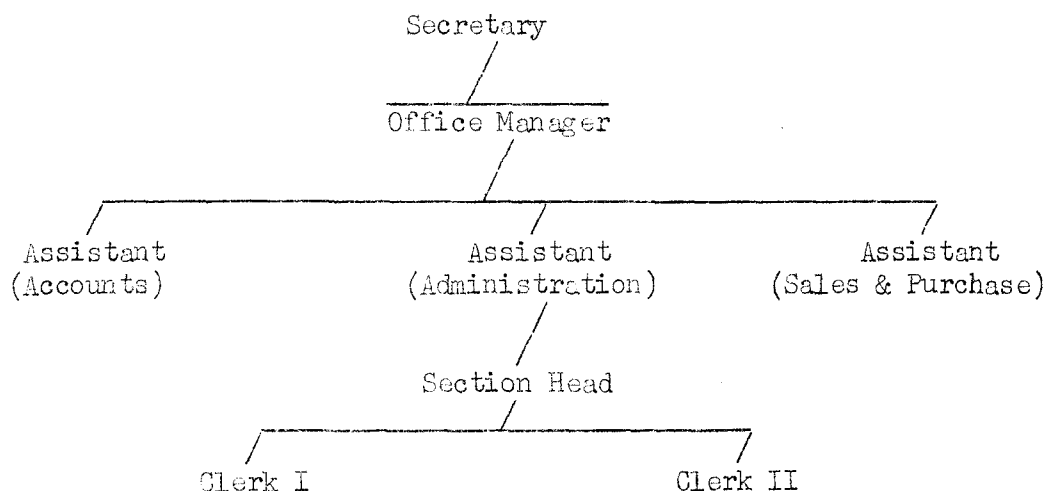 Secretary
Office Manager
Assistant Assistant Assistant
(Accounts) (Administration) (Sales & Purchase)
Section Head
Clerk I Clerk II